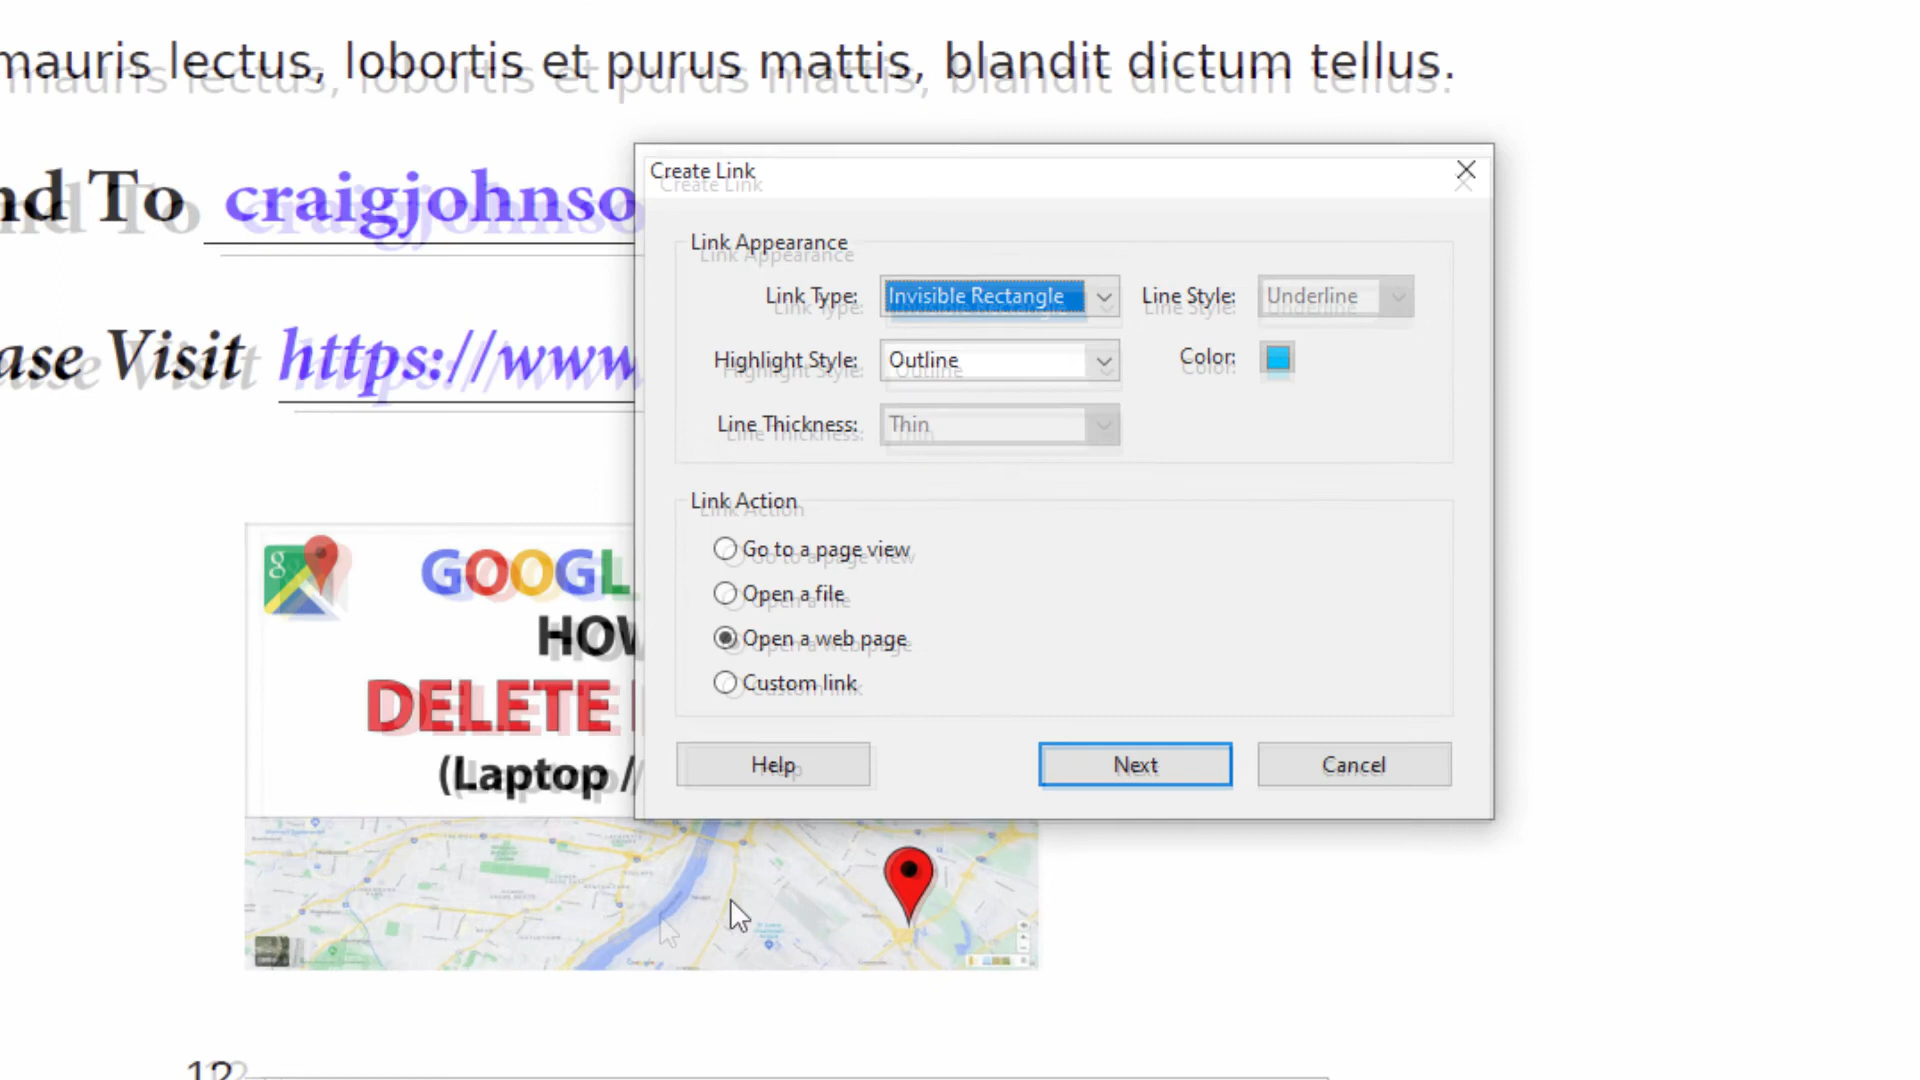 mauris lectus, lobortis et purus mattis, blandit dictum tellus.
nd To craigjohnso
ase Visit https://www
Create Link
Link Appearance
Link Type: Invisible Rectangle Line Style: Underline
Highlight Style: Outline Color:
Line Thickness: Thin
Link Action
Go to a page view
Open a file
Open a web page
Custom link
Help Next Cancel
g
GOOGL
HOW
DELETE
(Laptop /
Google
12